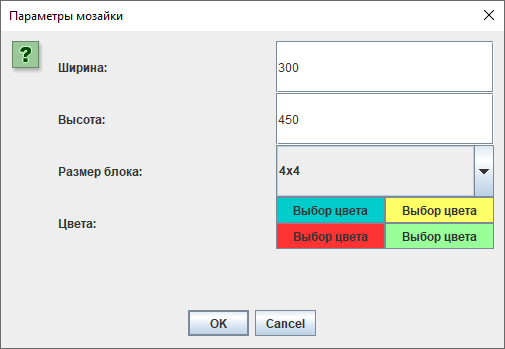 Параметры мозайки
?
Ширина: 300
Высота: 450
Размер блока: 4x4
Цвета:
Выбор цвета Выбор цвета
Выбор цвета Выбор цвета
OK Cancel